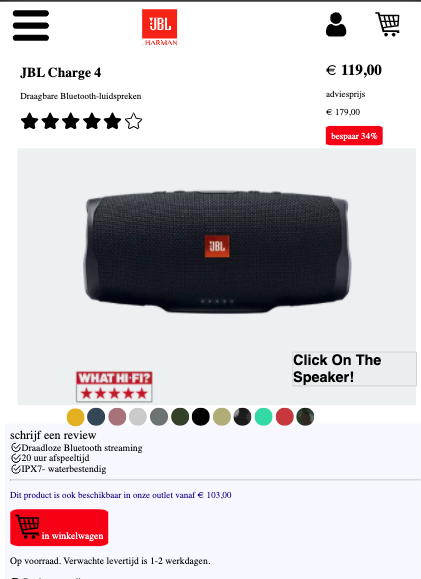 JBL
HARMAN
JBL Charge 4
€ 119,00
Draagbare Bluetooth-luidspreken
adviesprijs
€ 179,00
bespaar 34%
JBL
Click On The
Speaker!
WHAT HI-FI?
schrijf een review
Draadloze Bluetooth streaming
20 uur afspeeltijd
IPX7- waterbestendig
Dit product is ook beschikbaar in onze outlet vanaf € 103,00
in winkelwagen
Op voorraad. Verwachte levertijd is 1-2 werkdagen.